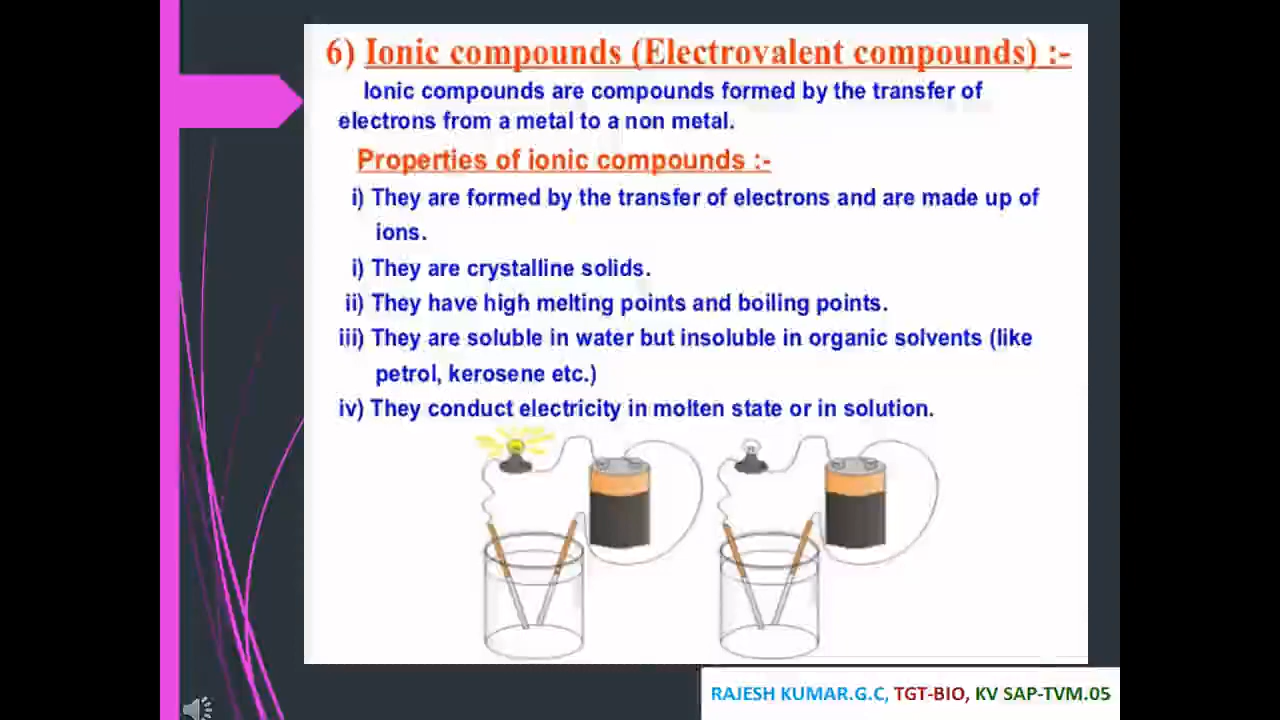 6) Ionic compounds (Electrovalent compounds) :-
Ionic compounds are compounds formed by the transfer of
electrons from a metal to a non metal.
Properties of ionic compounds :-
i) They are formed by the transfer of electrons and are made up of
ions.
i) They are crystalline solids.
ii) They have high melting points and boiling points.
iii) They are soluble in water but insoluble in organic solvents (like
petrol, kerosene etc.)
iv) They conduct electricity in molten state or in solution.
RAJESH KUMAR.G.C, TGT-BIO, KV SAP-TVM.05